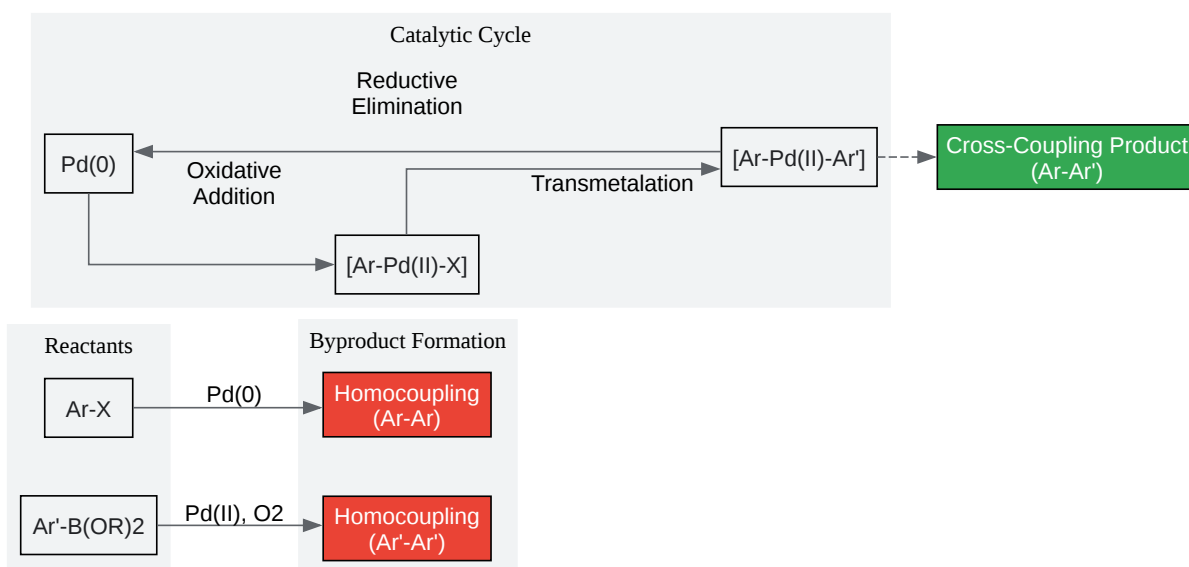 Catalytic Cycle
Reductive
Elimination
Pd(0)
Oxidative
Addition
Transmetalation
[Ar-Pd(II)-Ar']
Cross-Coupling Product
(Ar-Ar')
[Ar-Pd(II)-X]
Reactants
Byproduct Formation
Ar-X
Pd(0)
Homocoupling
(Ar-Ar)
Ar'-B(OR)2
Pd(II), O2
Homocoupling
(Ar'-Ar')